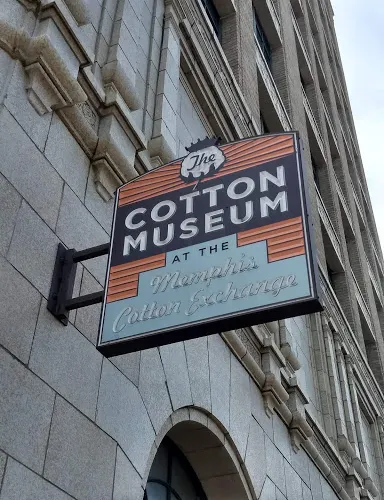 The
COTTON
MUSEUM
AT THE
Memphis
Cotton Exchange